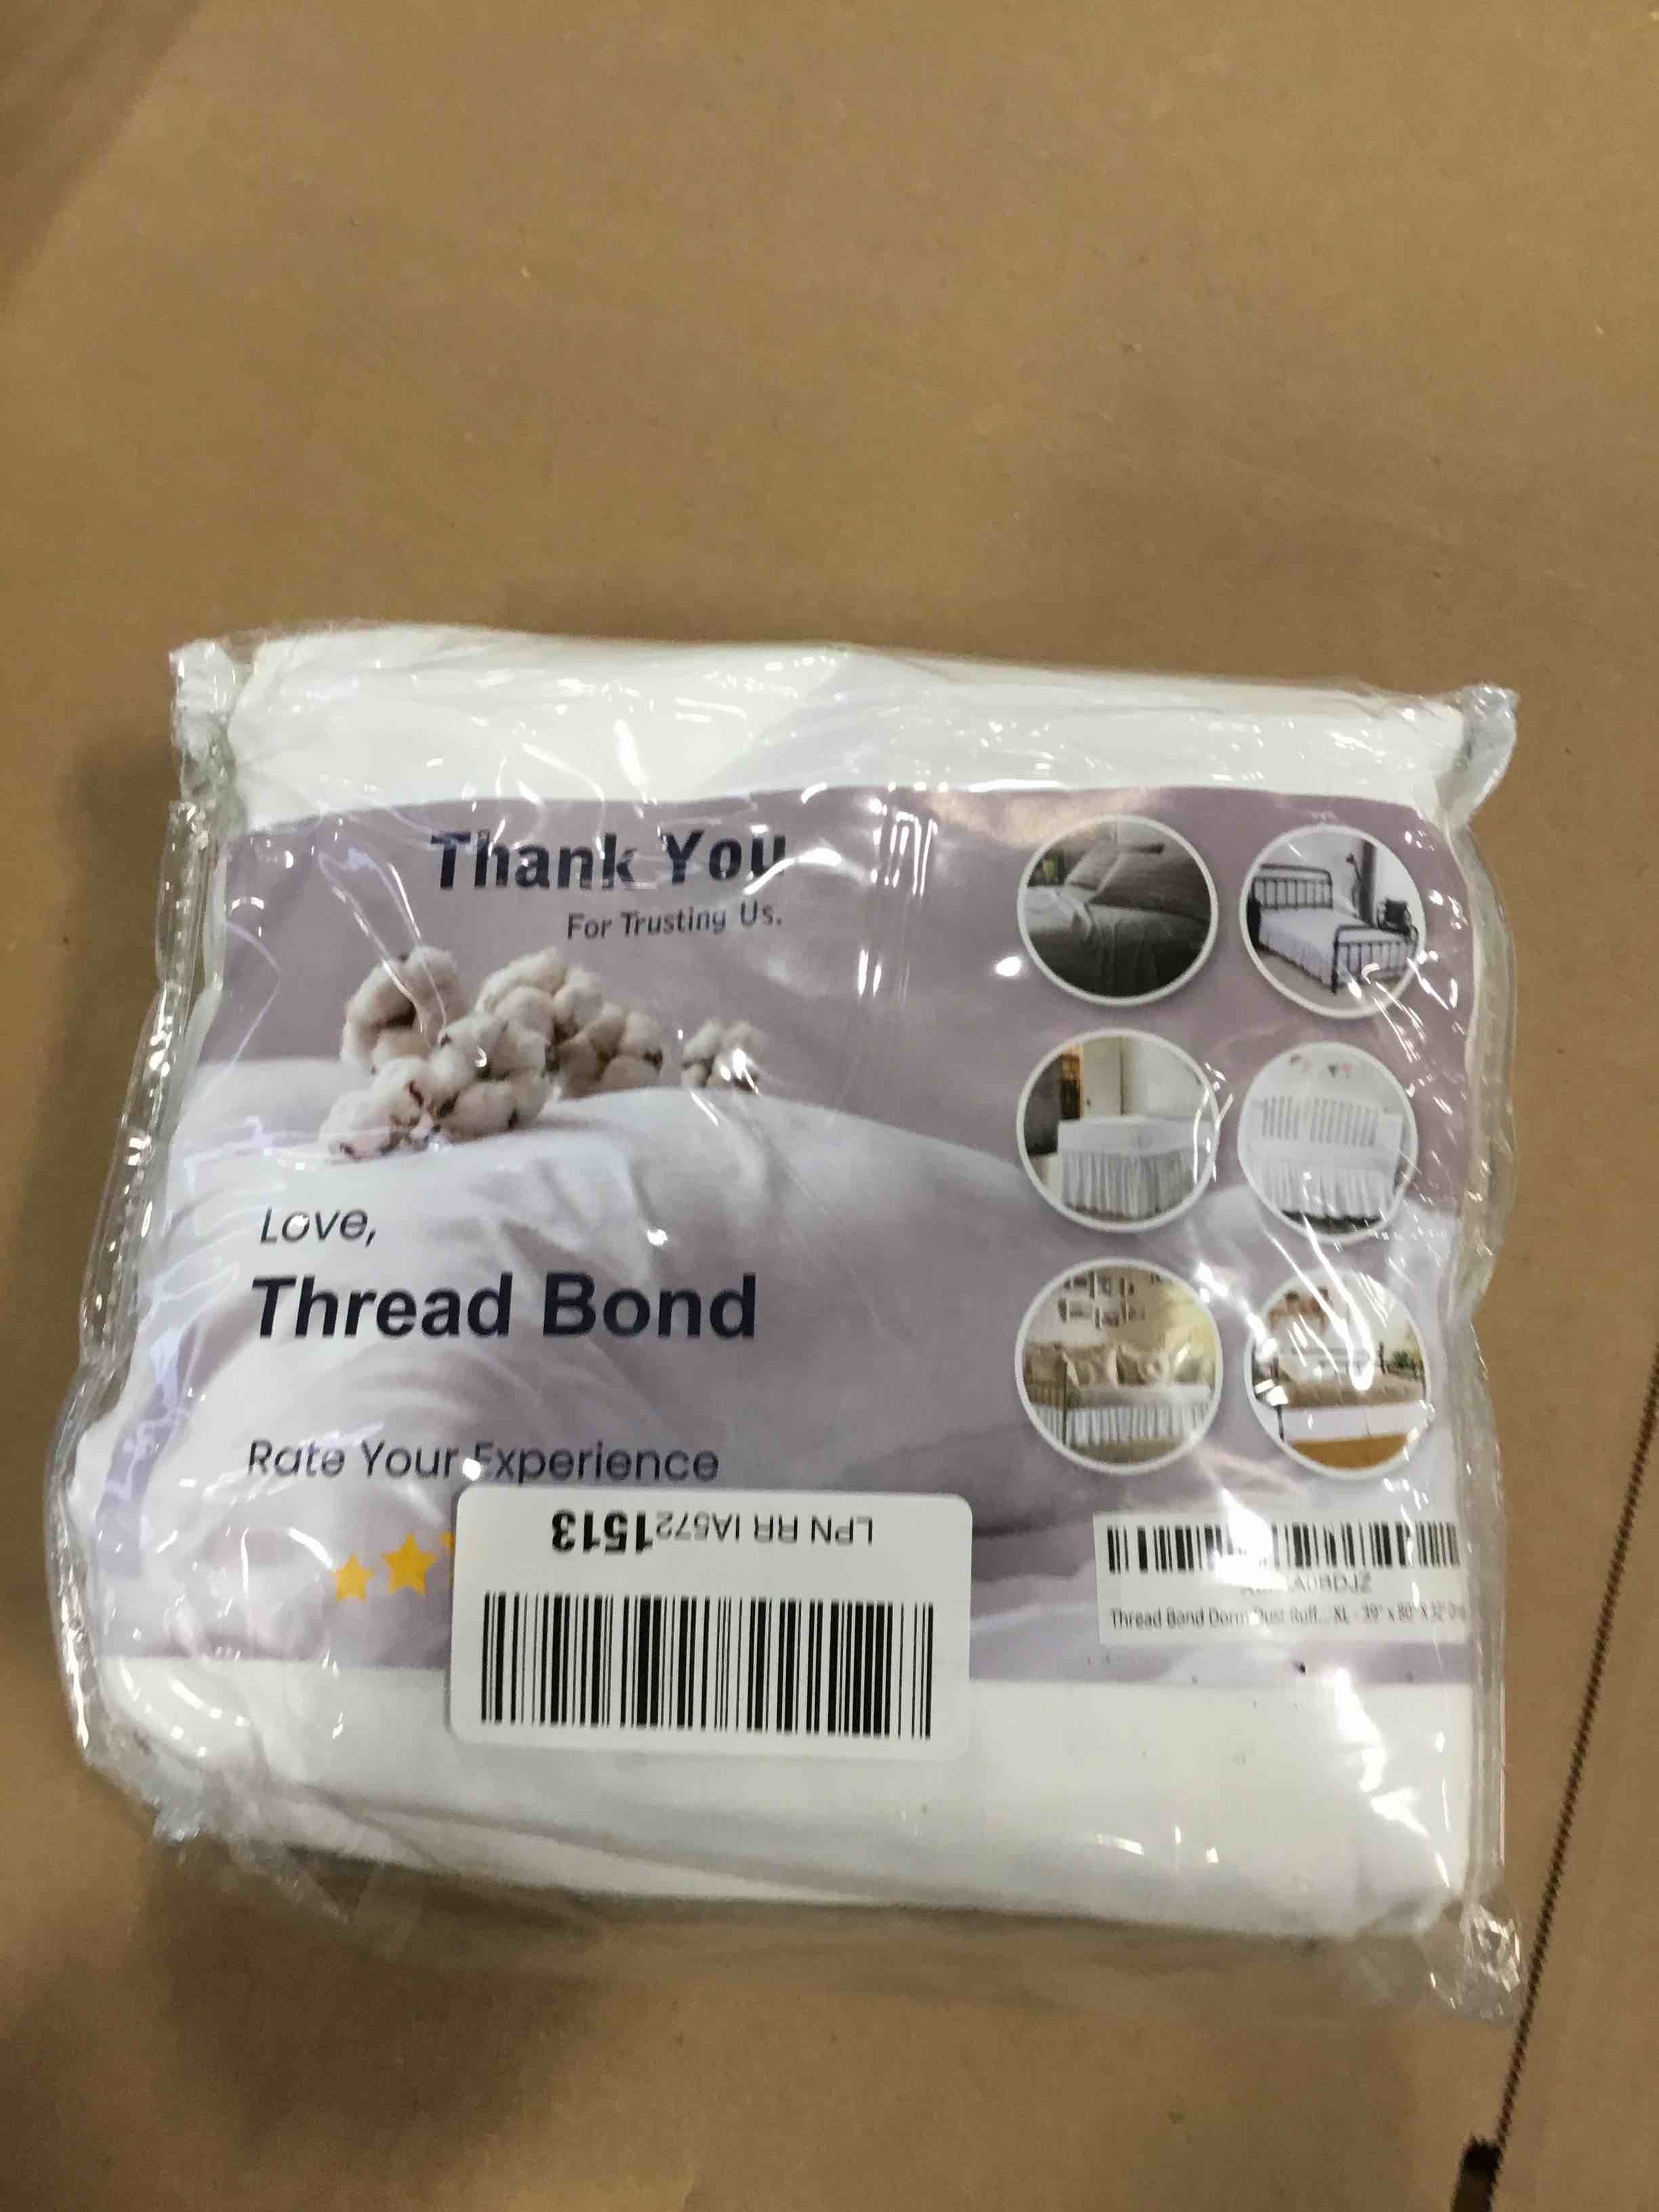 Thank You
For Trusting Us.
Love,
Thread Bond
Rate Your Experience
LPN RR IA5721513
Thread Bond Dorm Dust Ruff... XL - 39" x 80" X 32"